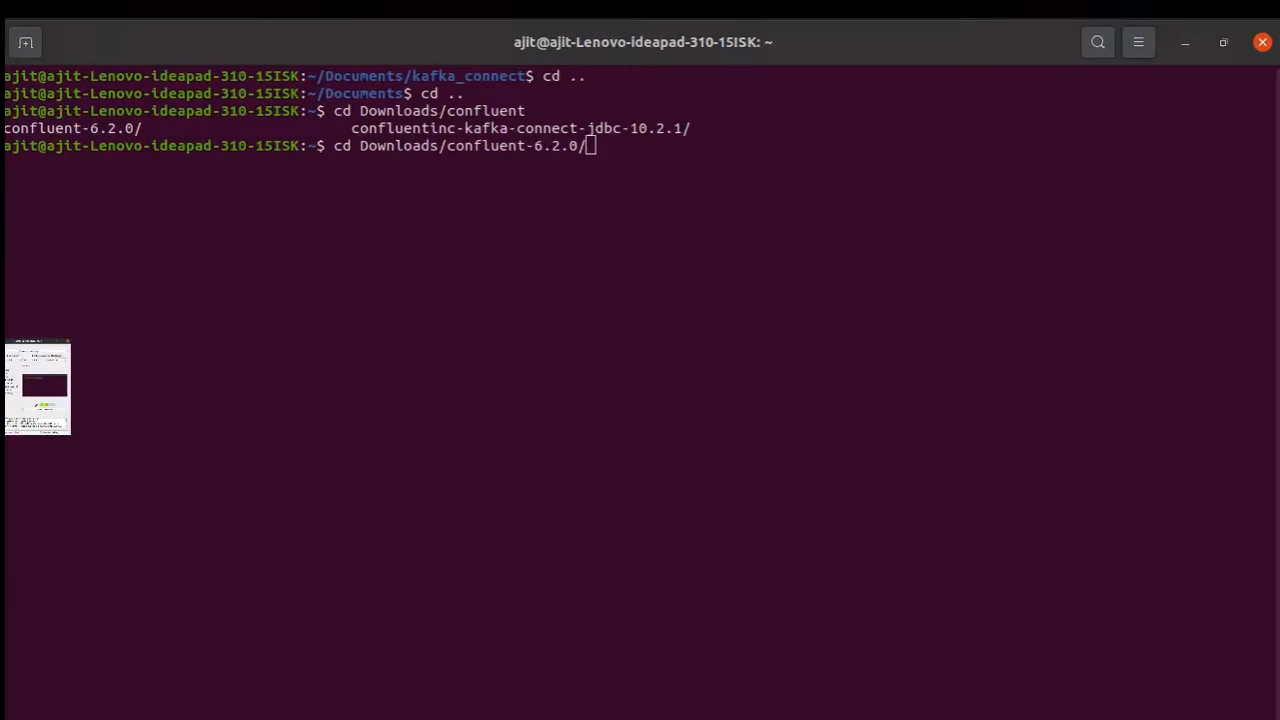 ajit@ajit-Lenovo-ideapad-310-15ISK: ~
ajit@ajit-Lenovo-ideapad-310-15ISK:~/Documents/kafka_connect$ cd ..
ajit@ajit-Lenovo-ideapad-310-15ISK:~/Documents$ cd ..
ajit@ajit-Lenovo-ideapad-310-15ISK:~$ cd Downloads/confluent
confluent-6.2.0/ confluentinc-kafka-connect-jdbc-10.2.1/
ajit@ajit-Lenovo-ideapad-310-15ISK:~$ cd Downloads/confluent-6.2.0/